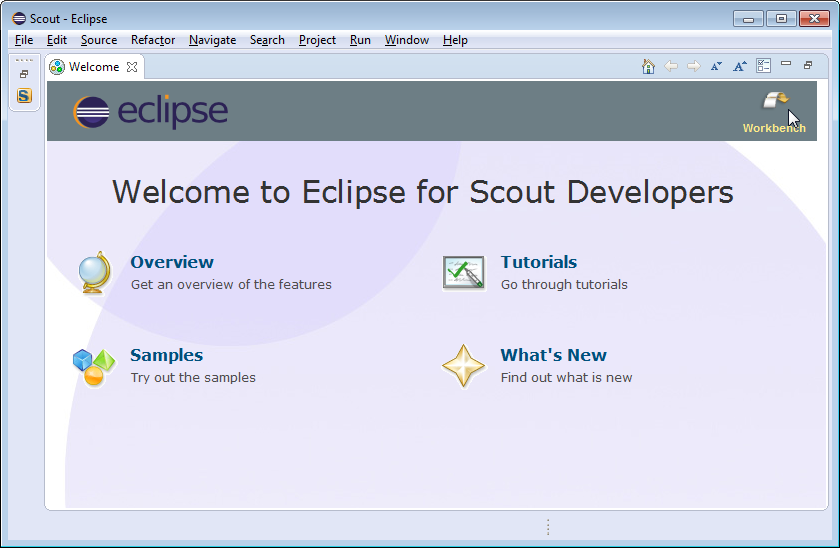 Scout - Eclipse
File Edit Source Refactor Navigate Search Project Run Window Help
Welcome
S
eclipse
Workbench
Welcome to Eclipse for Scout Developers
Overview
Get an overview of the features
Tutorials
Go through tutorials
Samples
Try out the samples
What's New
Find out what is new